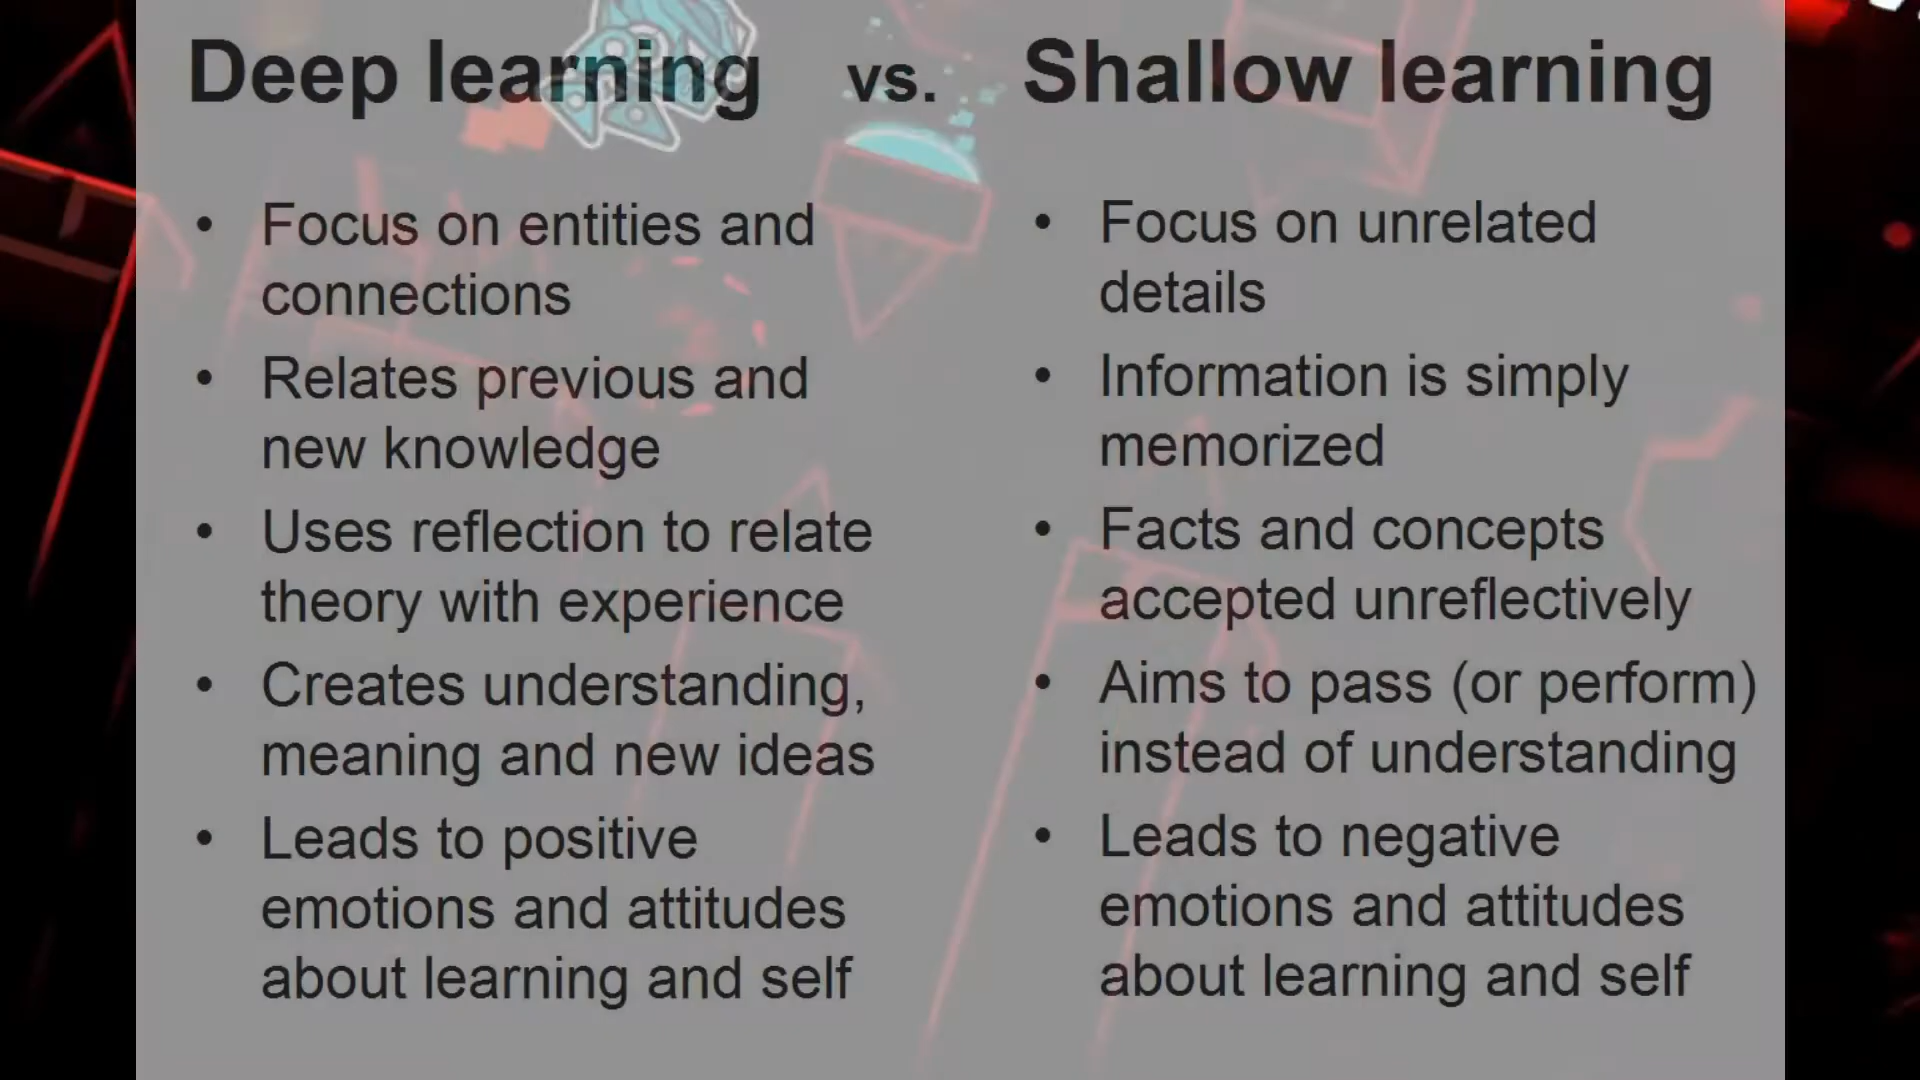 Deep learning vs. Shallow learning
• Focus on entities and
connections
• Relates previous and
new knowledge
• Uses reflection to relate
theory with experience
• Creates understanding,
meaning and new ideas
• Leads to positive
emotions and attitudes
about learning and self
• Focus on unrelated
details
• Information is simply
memorized
• Facts and concepts
accepted unreflectively
• Aims to pass (or perform)
instead of understanding
• Leads to negative
emotions and attitudes
about learning and self